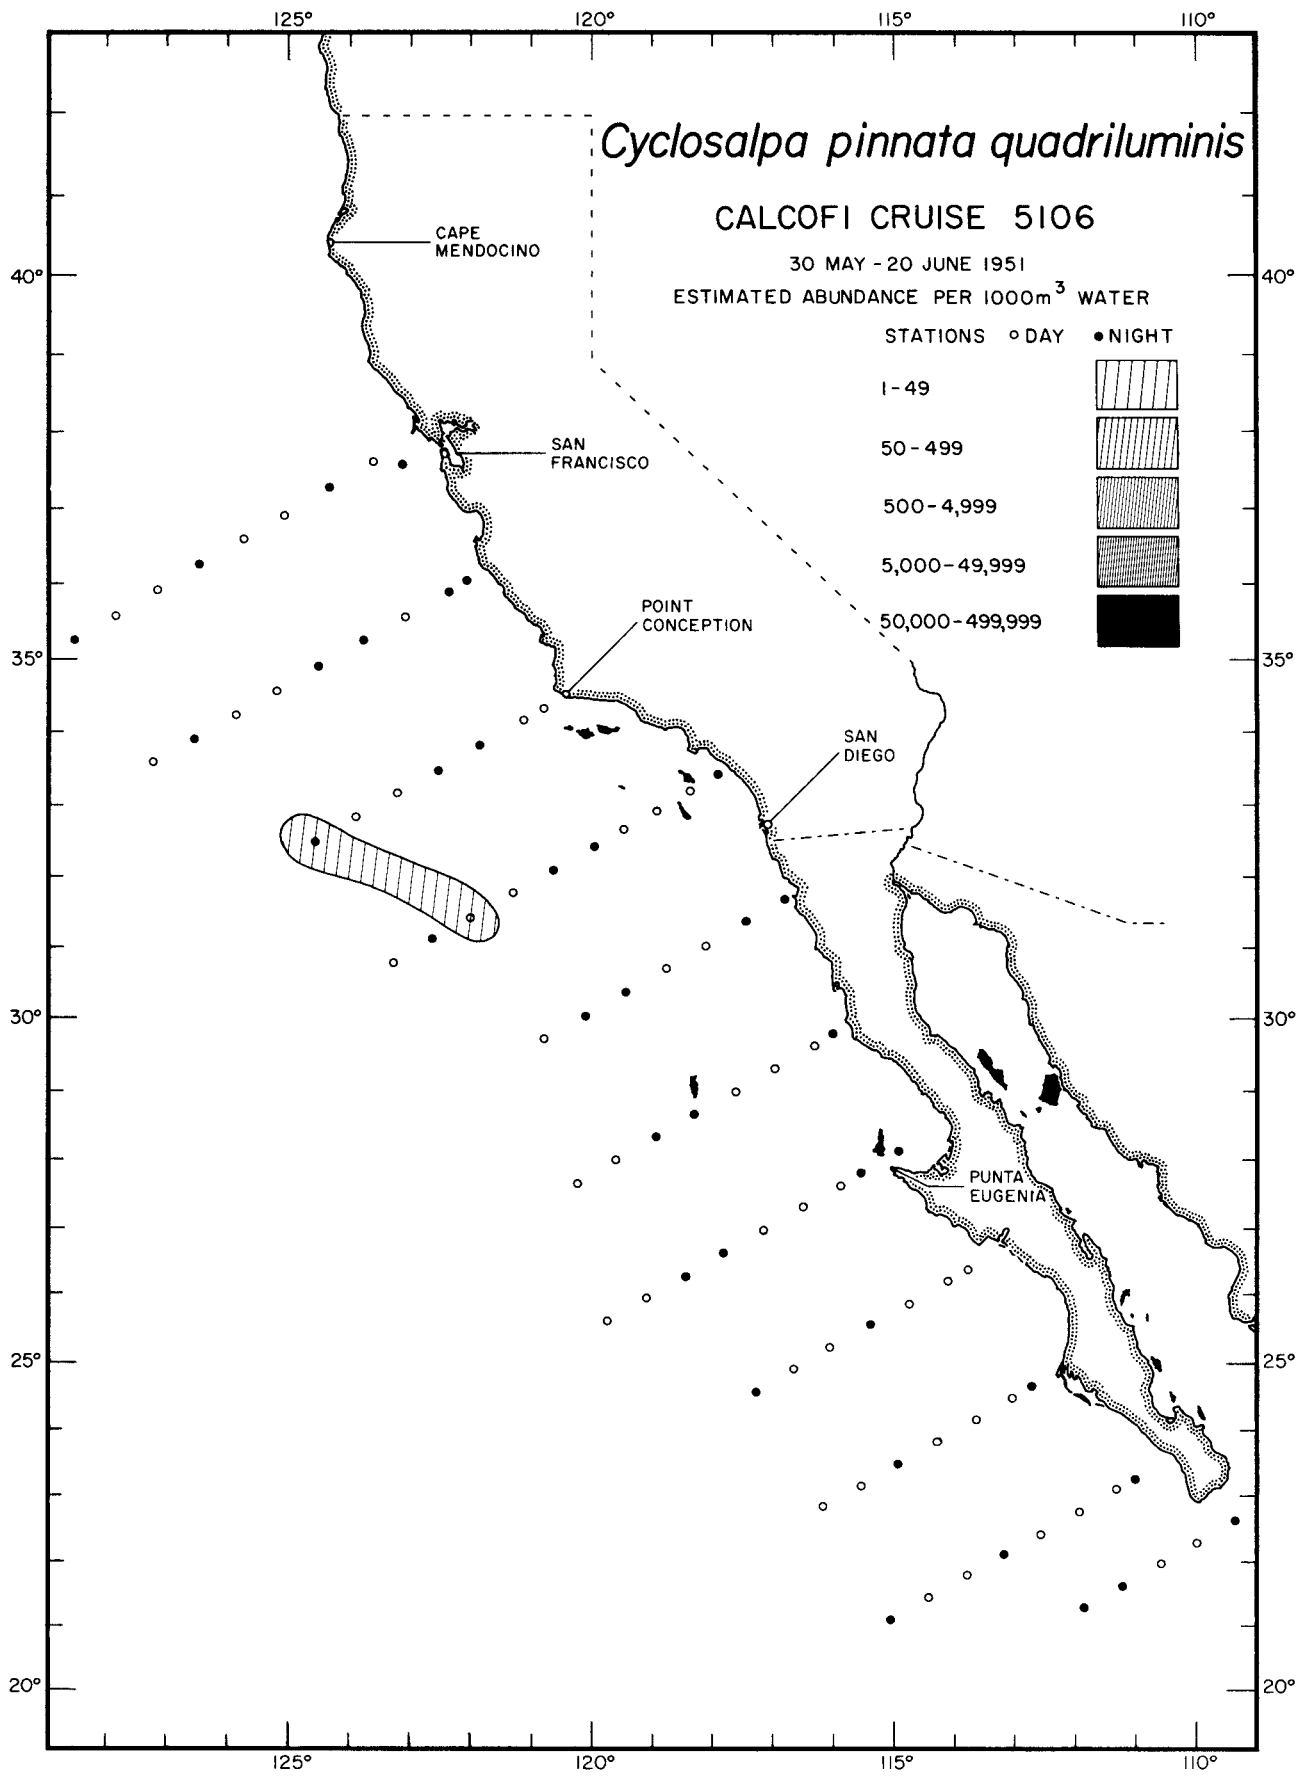 125° 120° 115° 110°
Cyclosalpa pinnata quadriluminis
CALCOFI CRUISE 5106
30 MAY - 20 JUNE 1951
ESTIMATED ABUNDANCE PER 1000m³ WATER
STATIONS ○ DAY ● NIGHT
1-49
50-499
500-4,999
5,000-49,999
50,000-499,999
CAPE
MENDOCINO
40° 40°
SAN
FRANCISCO
POINT
CONCEPTION
35° 35°
SAN
DIEGO
30° 30°
PUNTA
EUGENIA
25° 25°
20° 20°
125° 120° 115° 110°